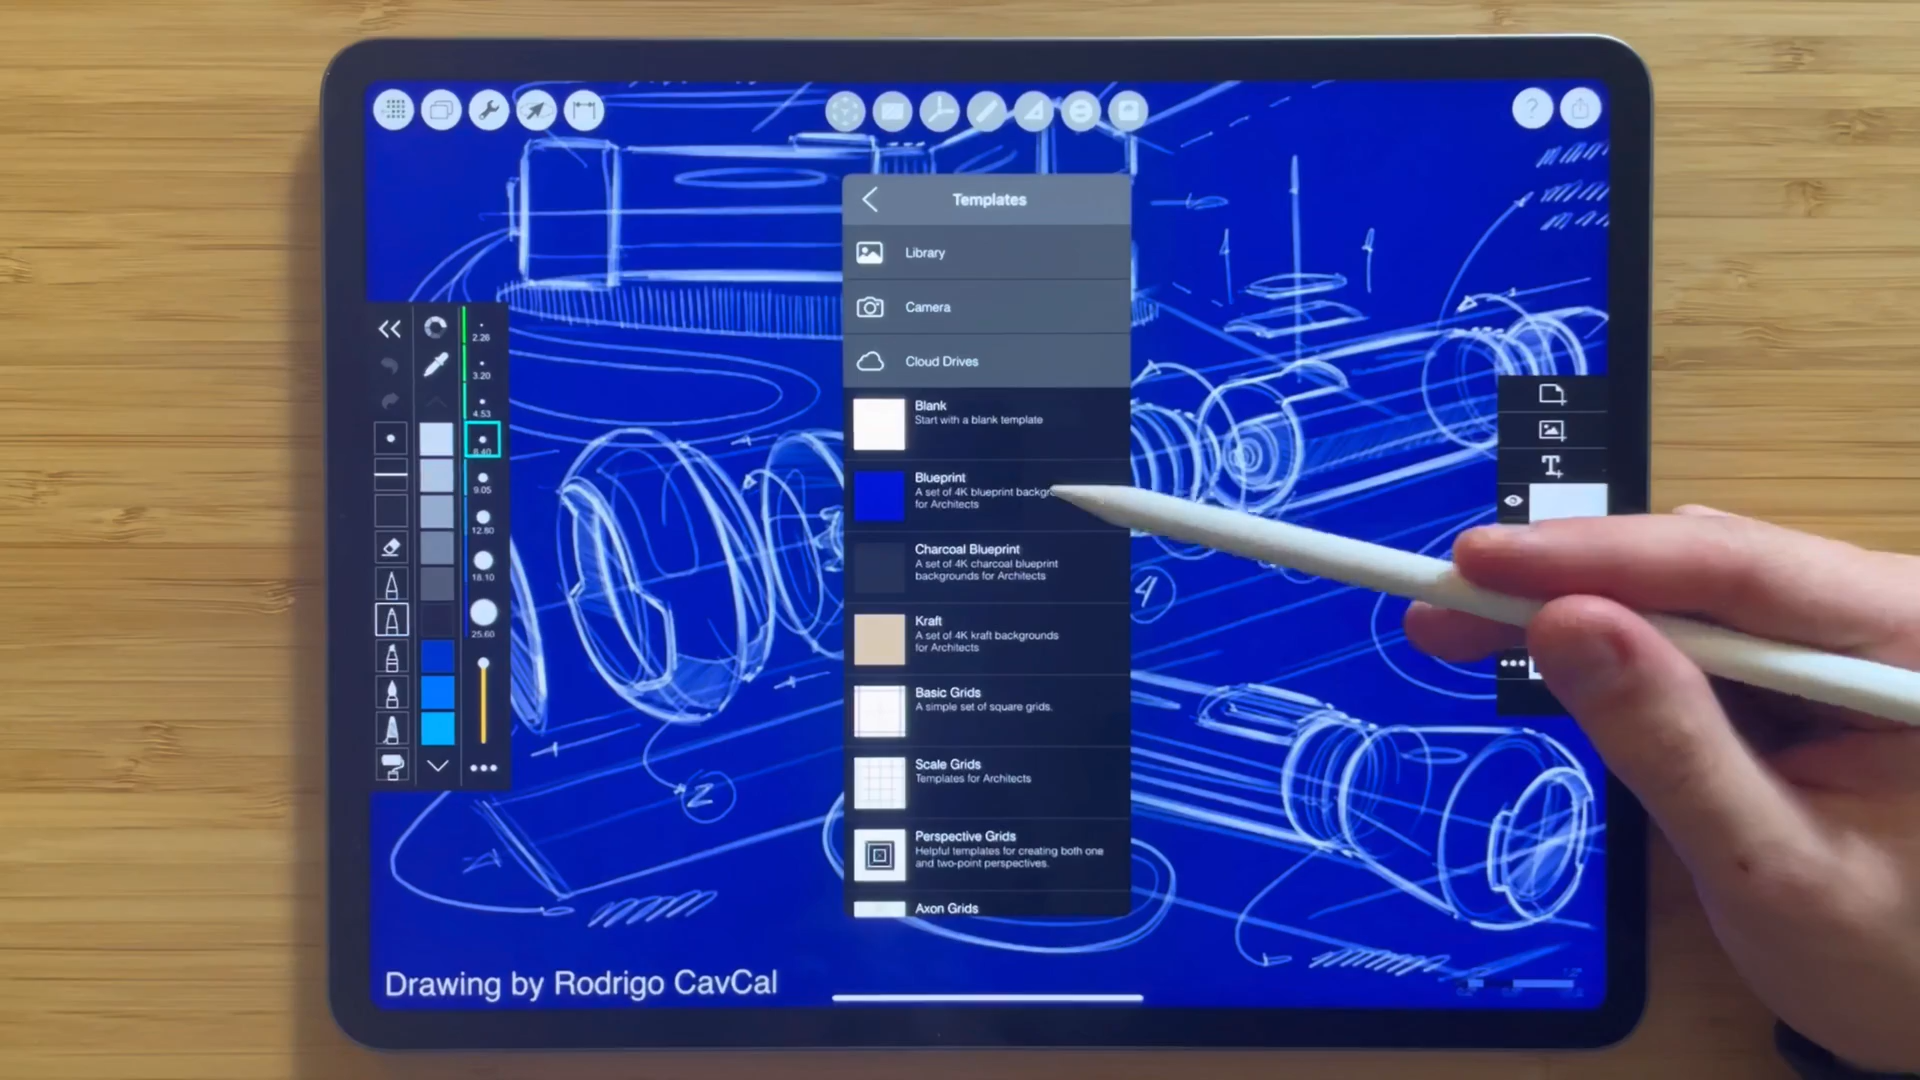 ?
Templates
Library
Camera
Cloud Drives
Blank
Start with a blank template
Blueprint
A set of 4K blueprint
for Architects
Charcoal Blueprint
A set of 4K charcoal blueprint
backgrounds for Architects
Kraft
A set of 4K kraft backgrounds
for Architects
Basic Grids
A simple set of square grids.
Scale Grids
Templates for Architects
Perspective Grids
Helpful templates for creating both one
and two-point perspectives.
Axon Grids
2.26
3.20
4.53
6.40
9.05
12.80
18.10
25.60
T+
2
Drawing by Rodrigo CavCal